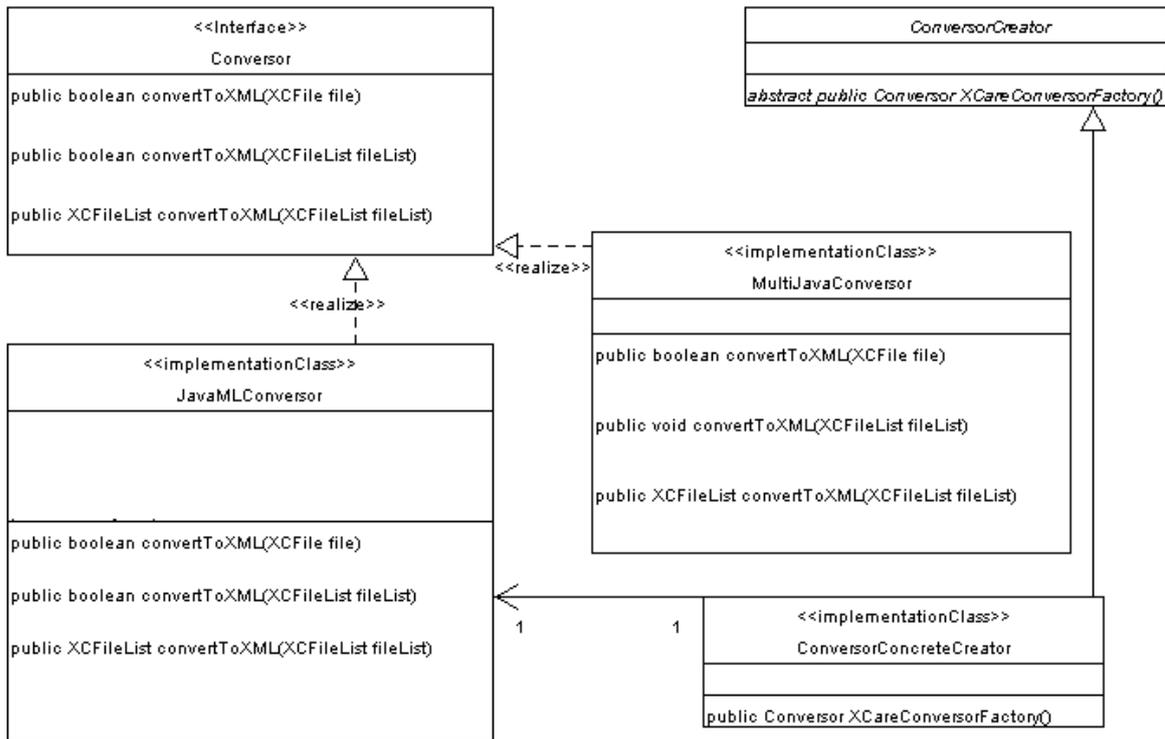 <<Interface>>
Conversor
public boolean convertToXML(XCFile file)
public boolean convertToXML(XCFileList fileList)
public XCFileList convertToXML(XCFileList fileList)
ConversorCreator
abstract public Conversor XCareConversorFactory()
<<realize>>
<<realize>>
<<implementationClass>>
MultiJavaConversor
public boolean convertToXML(XCFile file)
public void convertToXML(XCFileList fileList)
public XCFileList convertToXML(XCFileList fileList)
<<implementationClass>>
JavaMLConversor
public boolean convertToXML(XCFile file)
public boolean convertToXML(XCFileList fileList)
public XCFileList convertToXML(XCFileList fileList)
1 1
<<implementationClass>>
ConversorConcreteCreator
public Conversor XCareConversorFactory()